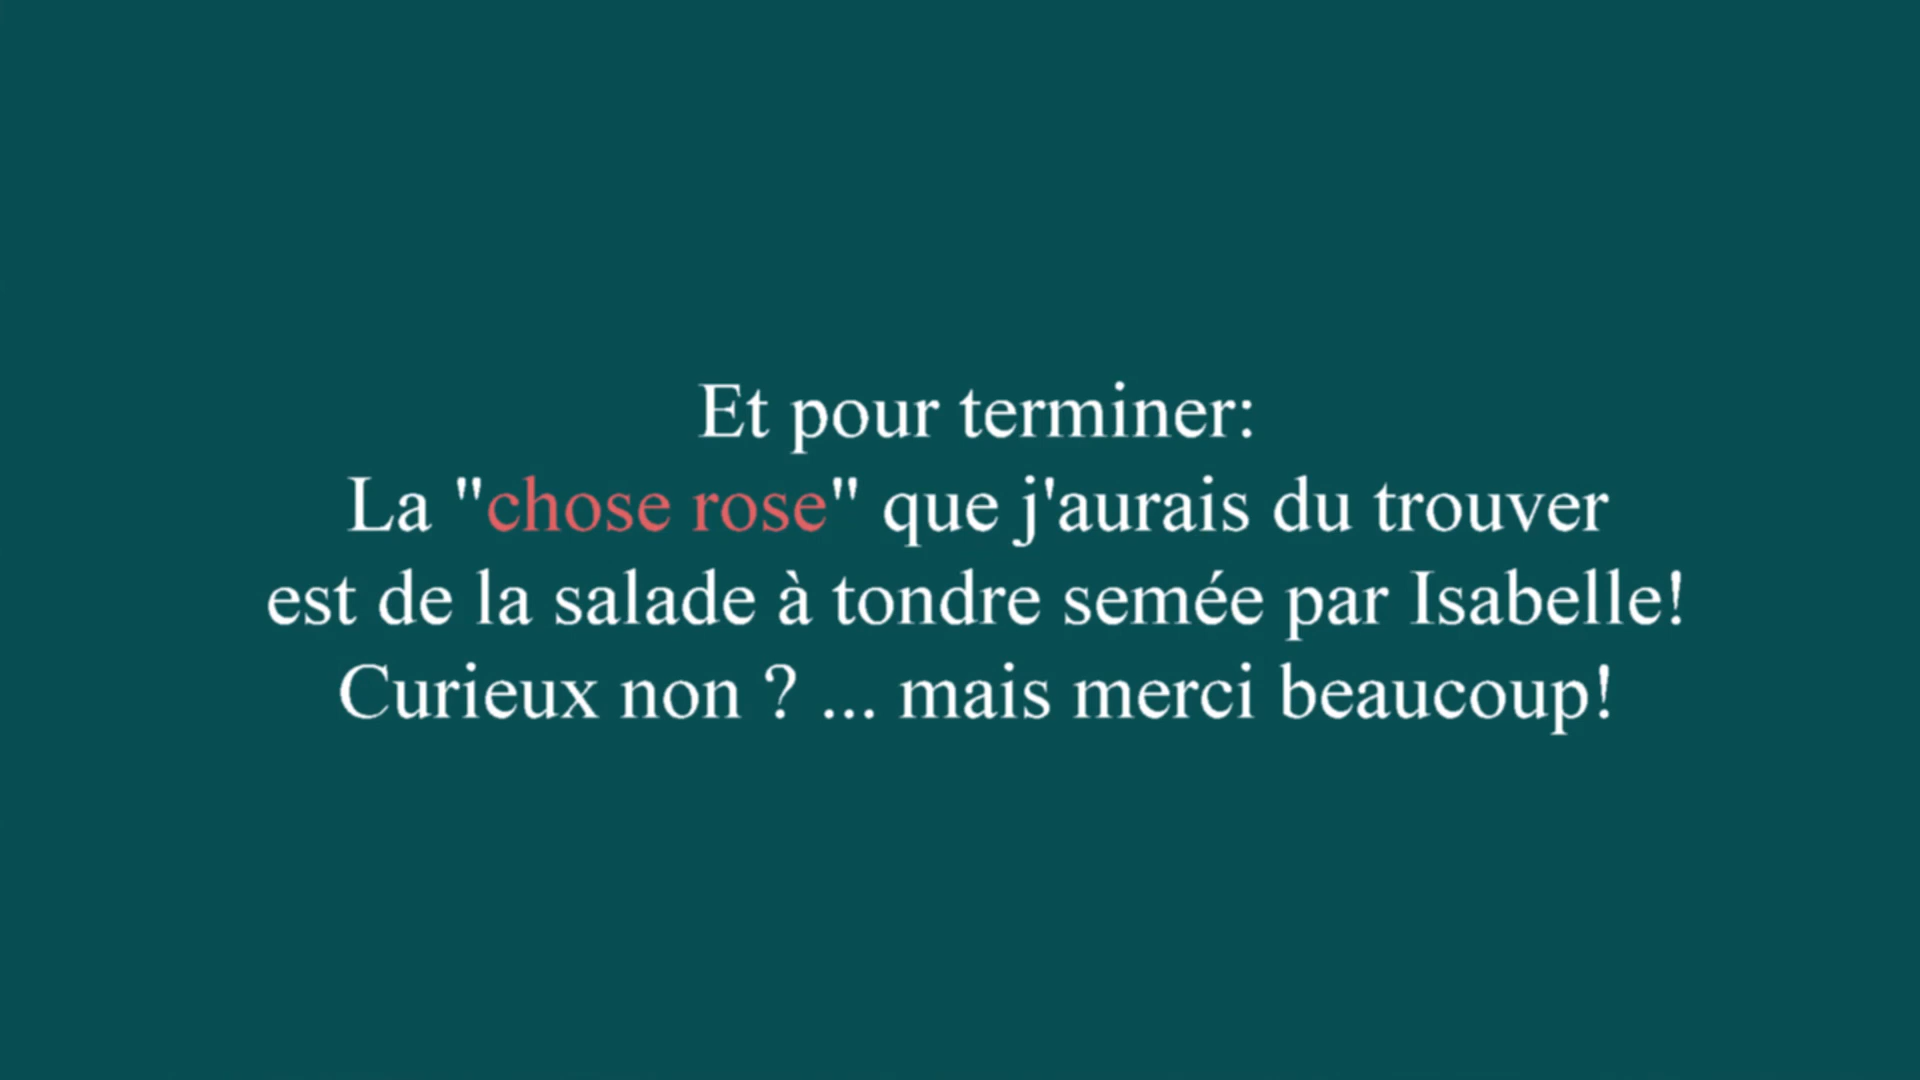 Et pour terminer:
La "chose rose" que j'aurais du trouver
est de la salade à tondre semée par Isabelle!
Curieux non ? ... mais merci beaucoup!